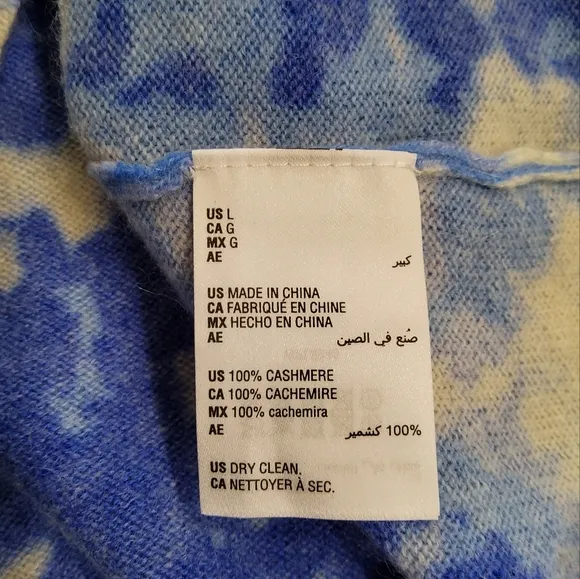 US L
CA G
MX G
AE كبير
US MADE IN CHINA
CA FABRIQUÉ EN CHINE
MX HECHO EN CHINA
AE صُنع في الصين
US 100% CASHMERE
CA 100% CACHEMIRE
MX 100% cachemira
AE 100% كشمير
US DRY CLEAN.
CA NETTOYER À SEC.